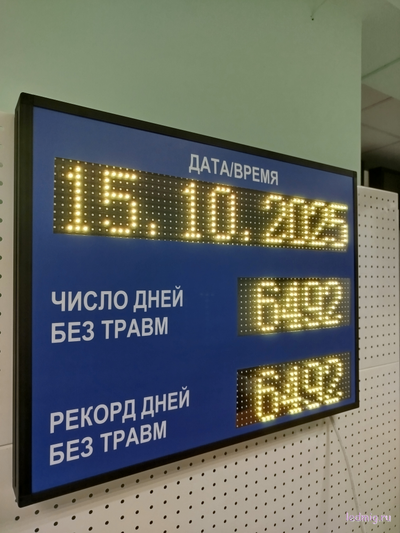 ДАТА/ВРЕМЯ
15.10.2025
ЧИСЛО ДНЕЙ
БЕЗ ТРАВМ
6492
РЕКОРД ДНЕЙ
БЕЗ ТРАВМ
6492